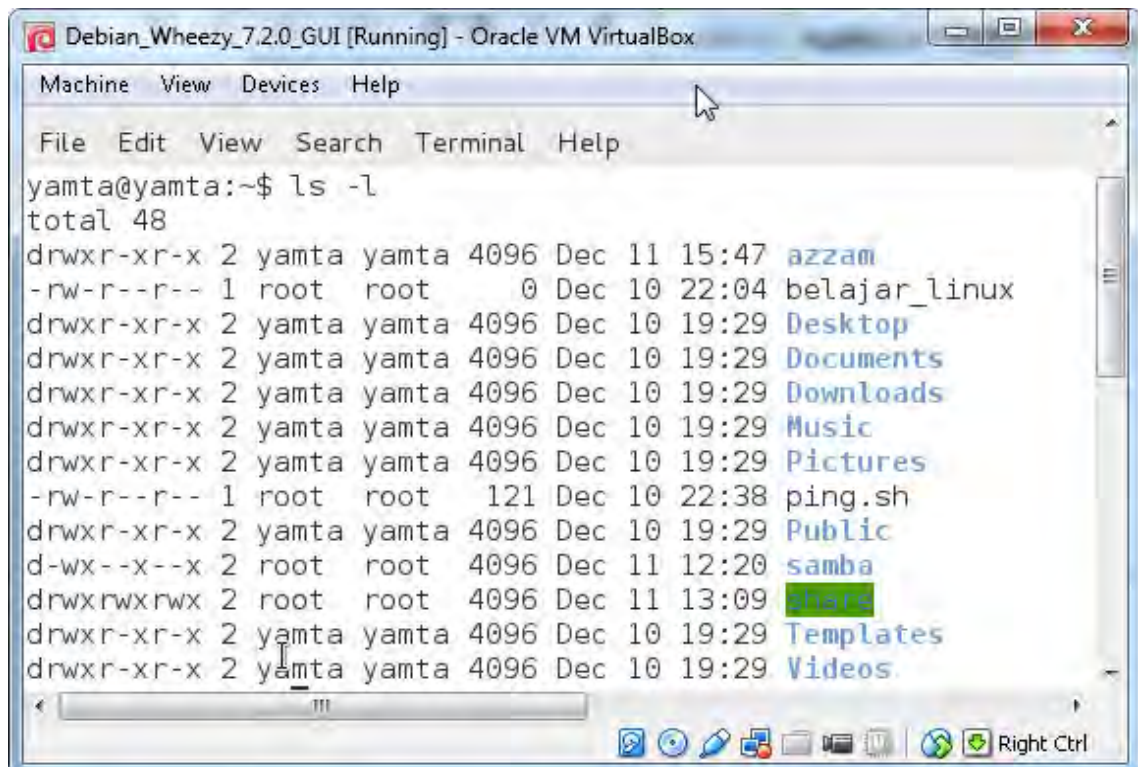 Debian_Wheezy_7.2.0_GUI [Running] - Oracle VM VirtualBox
Machine View Devices Help
File Edit View Search Terminal Help
yamta@yamta:~$ ls -l
total 48
drwxr-xr-x 2 yamta yamta 4096 Dec 11 15:47 azzam
-rw-r--r-- 1 root root 0 Dec 10 22:04 belajar_linux
drwxr-xr-x 2 yamta yamta 4096 Dec 10 19:29 Desktop
drwxr-xr-x 2 yamta yamta 4096 Dec 10 19:29 Documents
drwxr-xr-x 2 yamta yamta 4096 Dec 10 19:29 Downloads
drwxr-xr-x 2 yamta yamta 4096 Dec 10 19:29 Music
drwxr-xr-x 2 yamta yamta 4096 Dec 10 19:29 Pictures
-rw-r--r-- 1 root root 121 Dec 10 22:38 ping.sh
drwxr-xr-x 2 yamta yamta 4096 Dec 10 19:29 Public
d-wx--x--x 2 root root 4096 Dec 11 12:20 samba
drwxrwxrwx 2 root root 4096 Dec 11 13:09 share
drwxr-xr-x 2 yamta yamta 4096 Dec 10 19:29 Templates
drwxr-xr-x 2 yamta yamta 4096 Dec 10 19:29 Videos
Right Ctrl